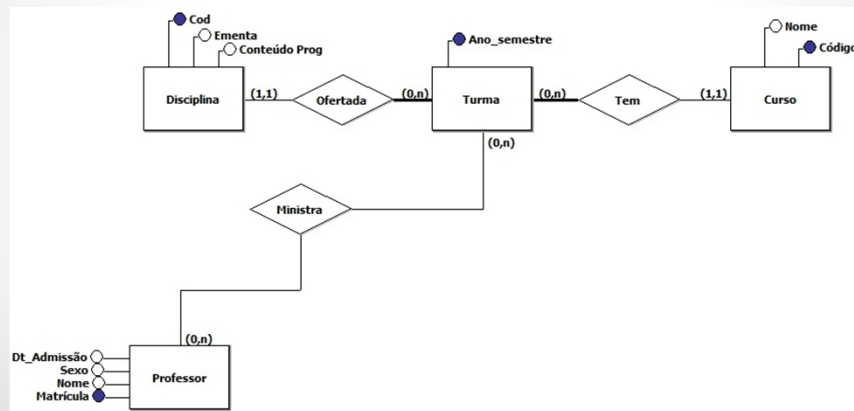 Cod
Ementa
Conteúdo Prog
Ano_semestre
Nome
Código
Disciplina
(1,1)
Ofertada
(0,n)
Turma
(0,n)
Tem
(1,1)
Curso
(0,n)
Ministra
(0,n)
Dt_Admissão
Sexo
Nome
Matrícula
Professor